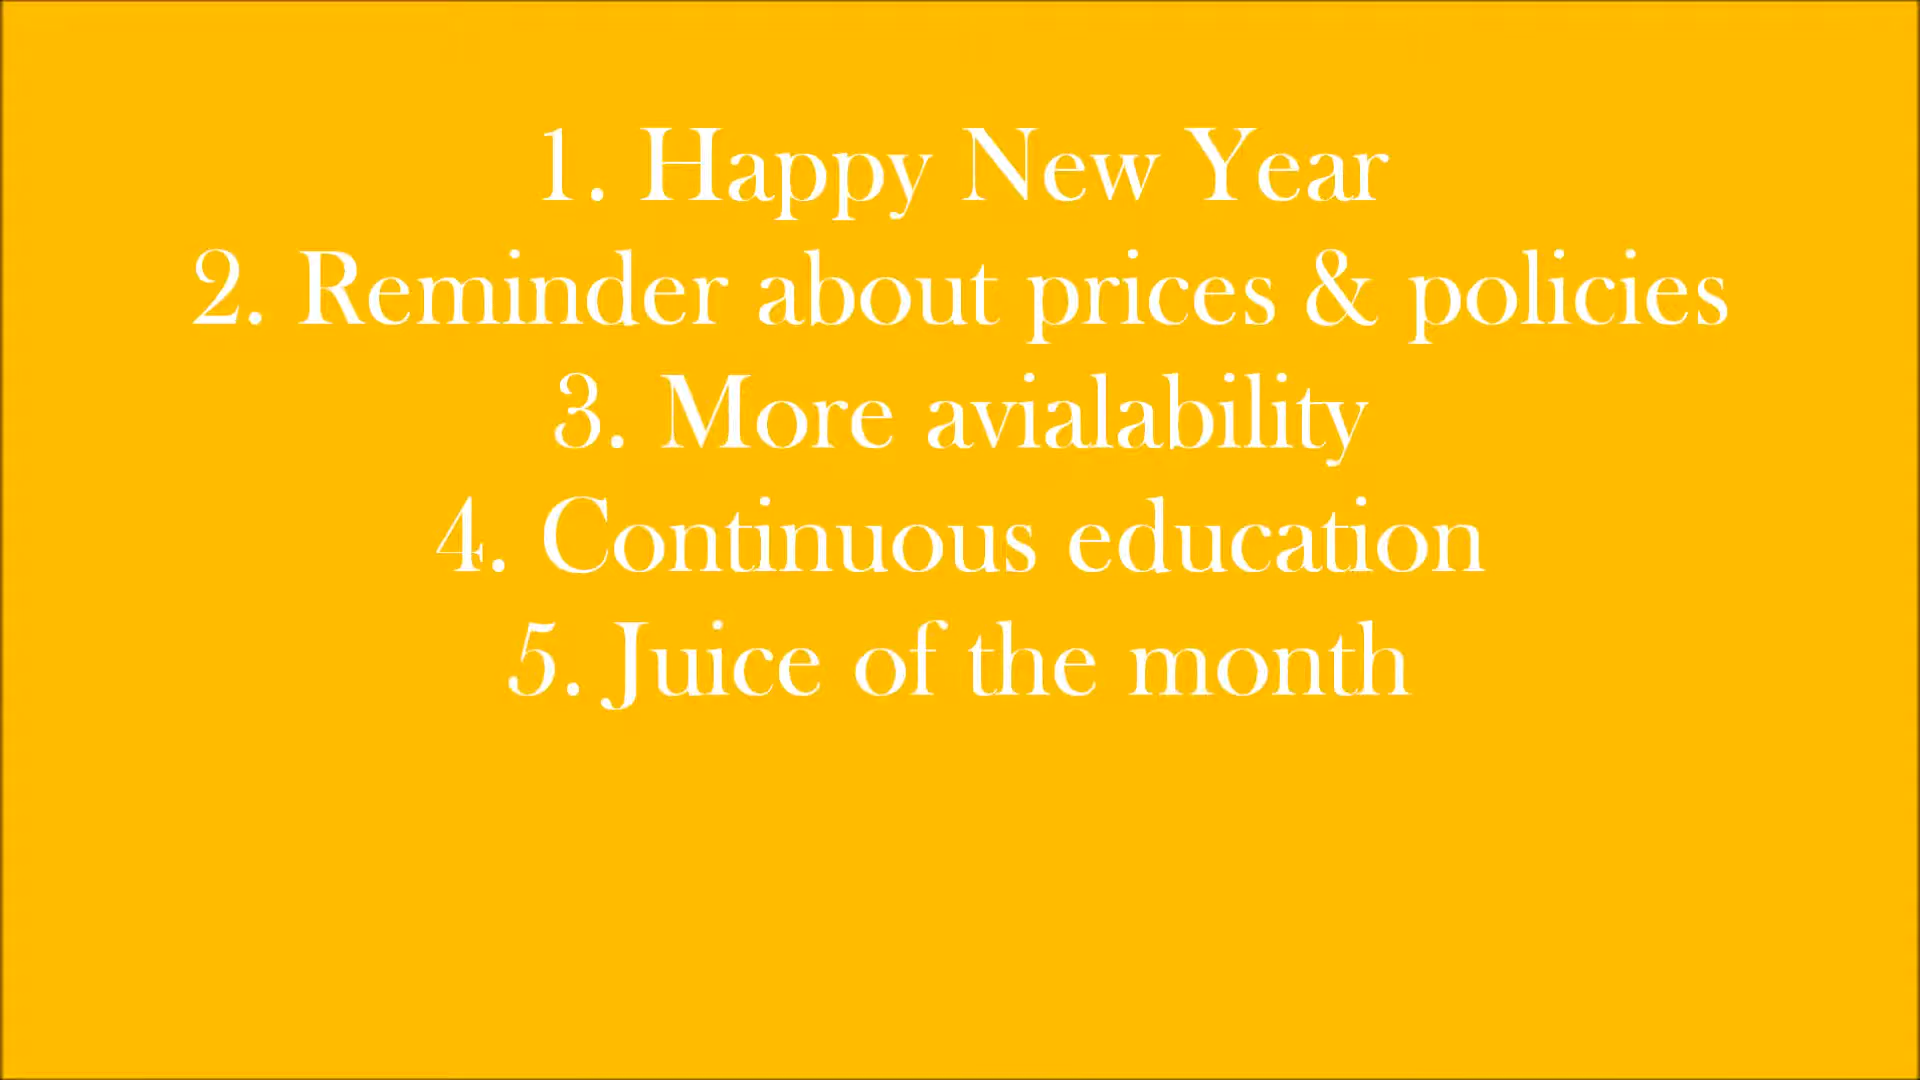 1. Happy New Year
2. Reminder about prices & policies
3. More avialability
4. Continuous education
5. Juice of the month